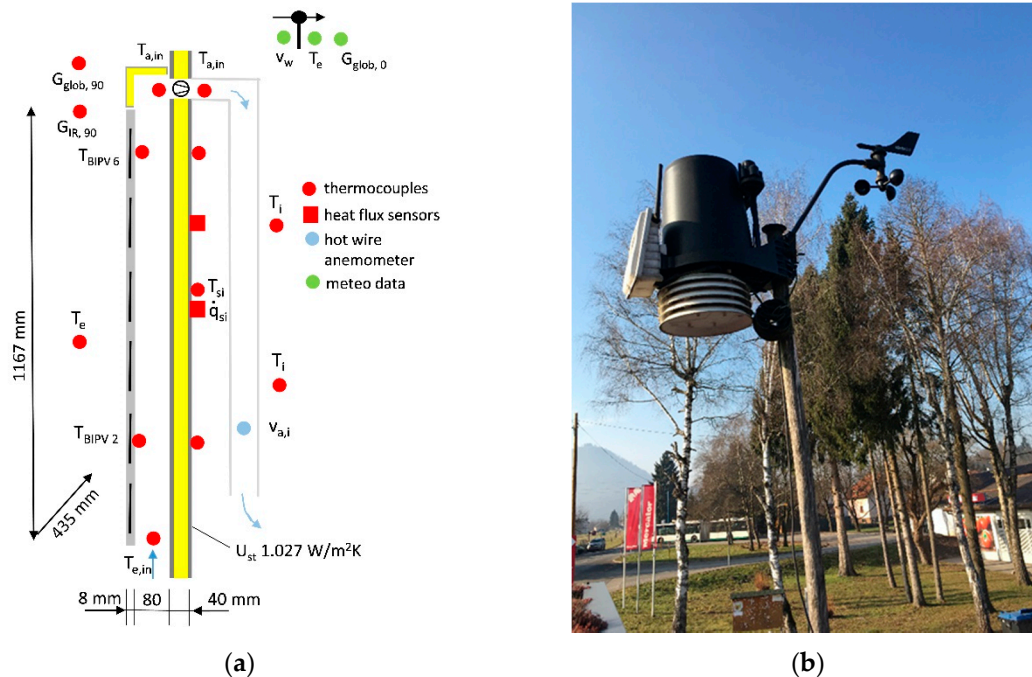 T_a,in
T_a,in
v_w
T_e
G_glob, 0
G_glob, 90
G_IR, 90
T_BIPV 6
thermocouples
heat flux sensors
hot wire
anemometer
meteo data
T_i
T_si
q̇_si
T_e
1167 mm
T_i
T_BIPV 2
v_a,i
435 mm
U_st 1.027 W/m²K
T_e,in
8 mm
80
40 mm
mercator
(a)
(b)